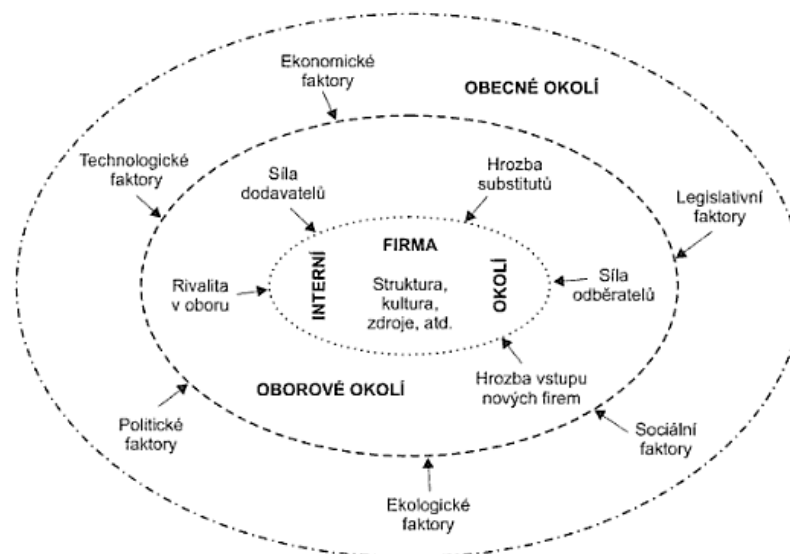 Ekonomické
faktory
OBECNÉ OKOLÍ
Technologické
faktory
Síla
dodavatelů
Hrozba
substitutů
Legislativní
faktory
FIRMA
INTERNÍ
OKOLÍ
Struktura,
kultura,
zdroje, atd.
Rivalita
v oboru
Síla
odběratelů
OBOROVÉ OKOLÍ
Hrozba vstupu
nových firem
Politické
faktory
Sociální
faktory
Ekologické
faktory